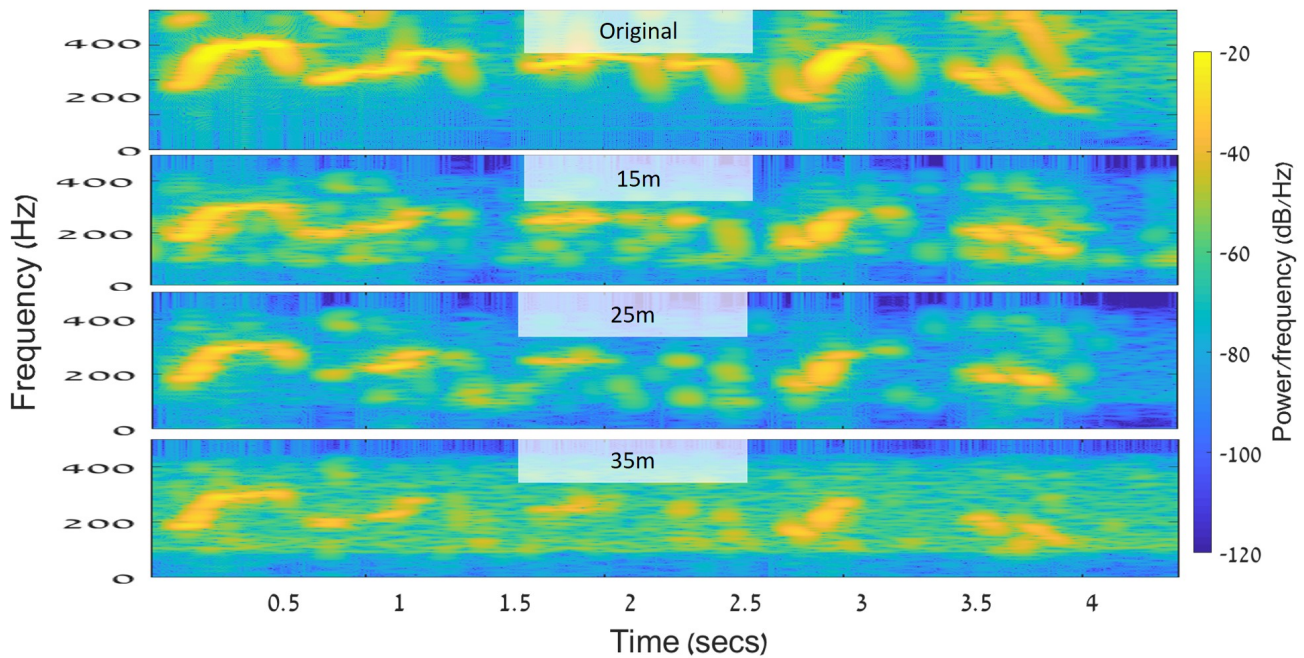 Original
400
200
0
15m
400
200
0
25m
400
200
0
35m
400
200
0
Frequency (Hz)
0.5 1 1.5 2 2.5 3 3.5 4
Time (secs)
-20
-40
-60
-80
-100
-120
Power/frequency (dB/Hz)